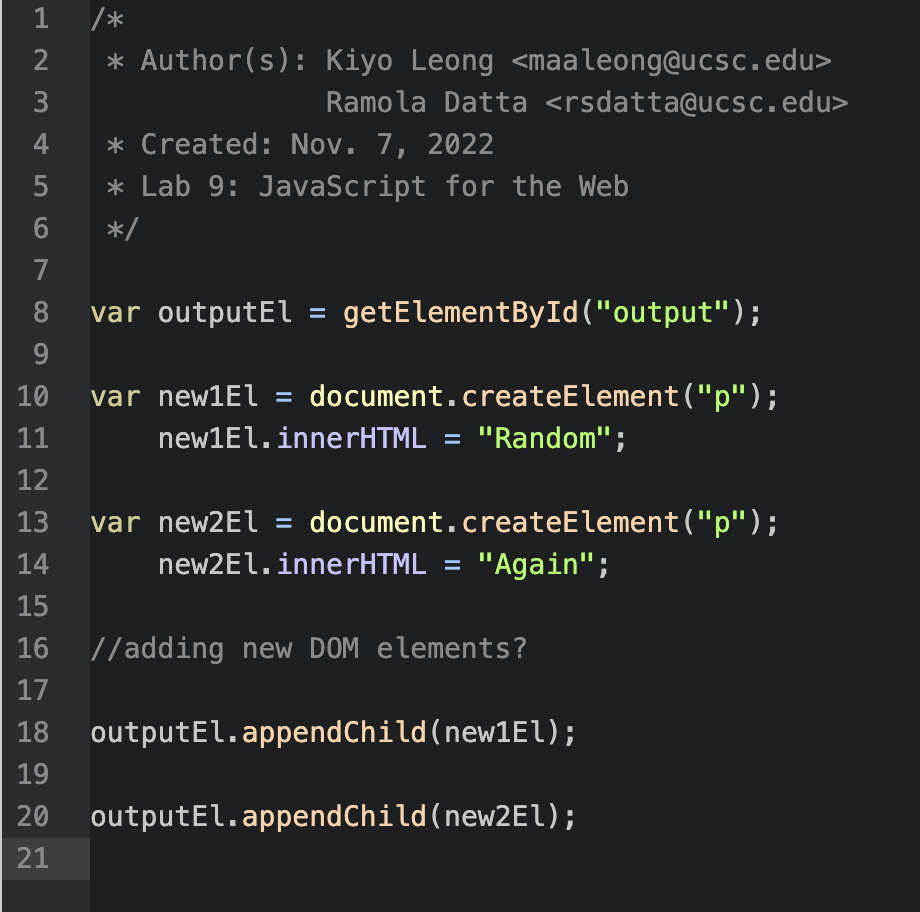 1 /*
2  * Author(s): Kiyo Leong <maaleong@ucsc.edu>
3               Ramola Datta <rsdatta@ucsc.edu>
4  * Created: Nov. 7, 2022
5  * Lab 9: JavaScript for the Web
6  */
7
8 var outputEl = getElementById("output");
9
10 var new1El = document.createElement("p");
11     new1El.innerHTML = "Random";
12
13 var new2El = document.createElement("p");
14     new2El.innerHTML = "Again";
15
16 //adding new DOM elements?
17
18 outputEl.appendChild(new1El);
19
20 outputEl.appendChild(new2El);
21